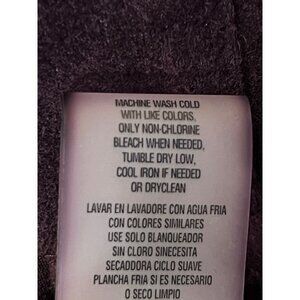 MACHINE WASH COLD
WITH LIKE COLORS,
ONLY NON-CHLORINE
BLEACH WHEN NEEDED,
TUMBLE DRY LOW,
COOL IRON IF NEEDED
OR DRYCLEAN
LAVAR EN LAVADORE CON AGUA FRIA
CON COLORES SIMILARES
USE SOLO BLANQUEADOR
SIN CLORO SINECESITA
SECADORA CICLO SUAVE
PLANCHA FRIA SI ES NECESARIO
O SECO LIMPIO